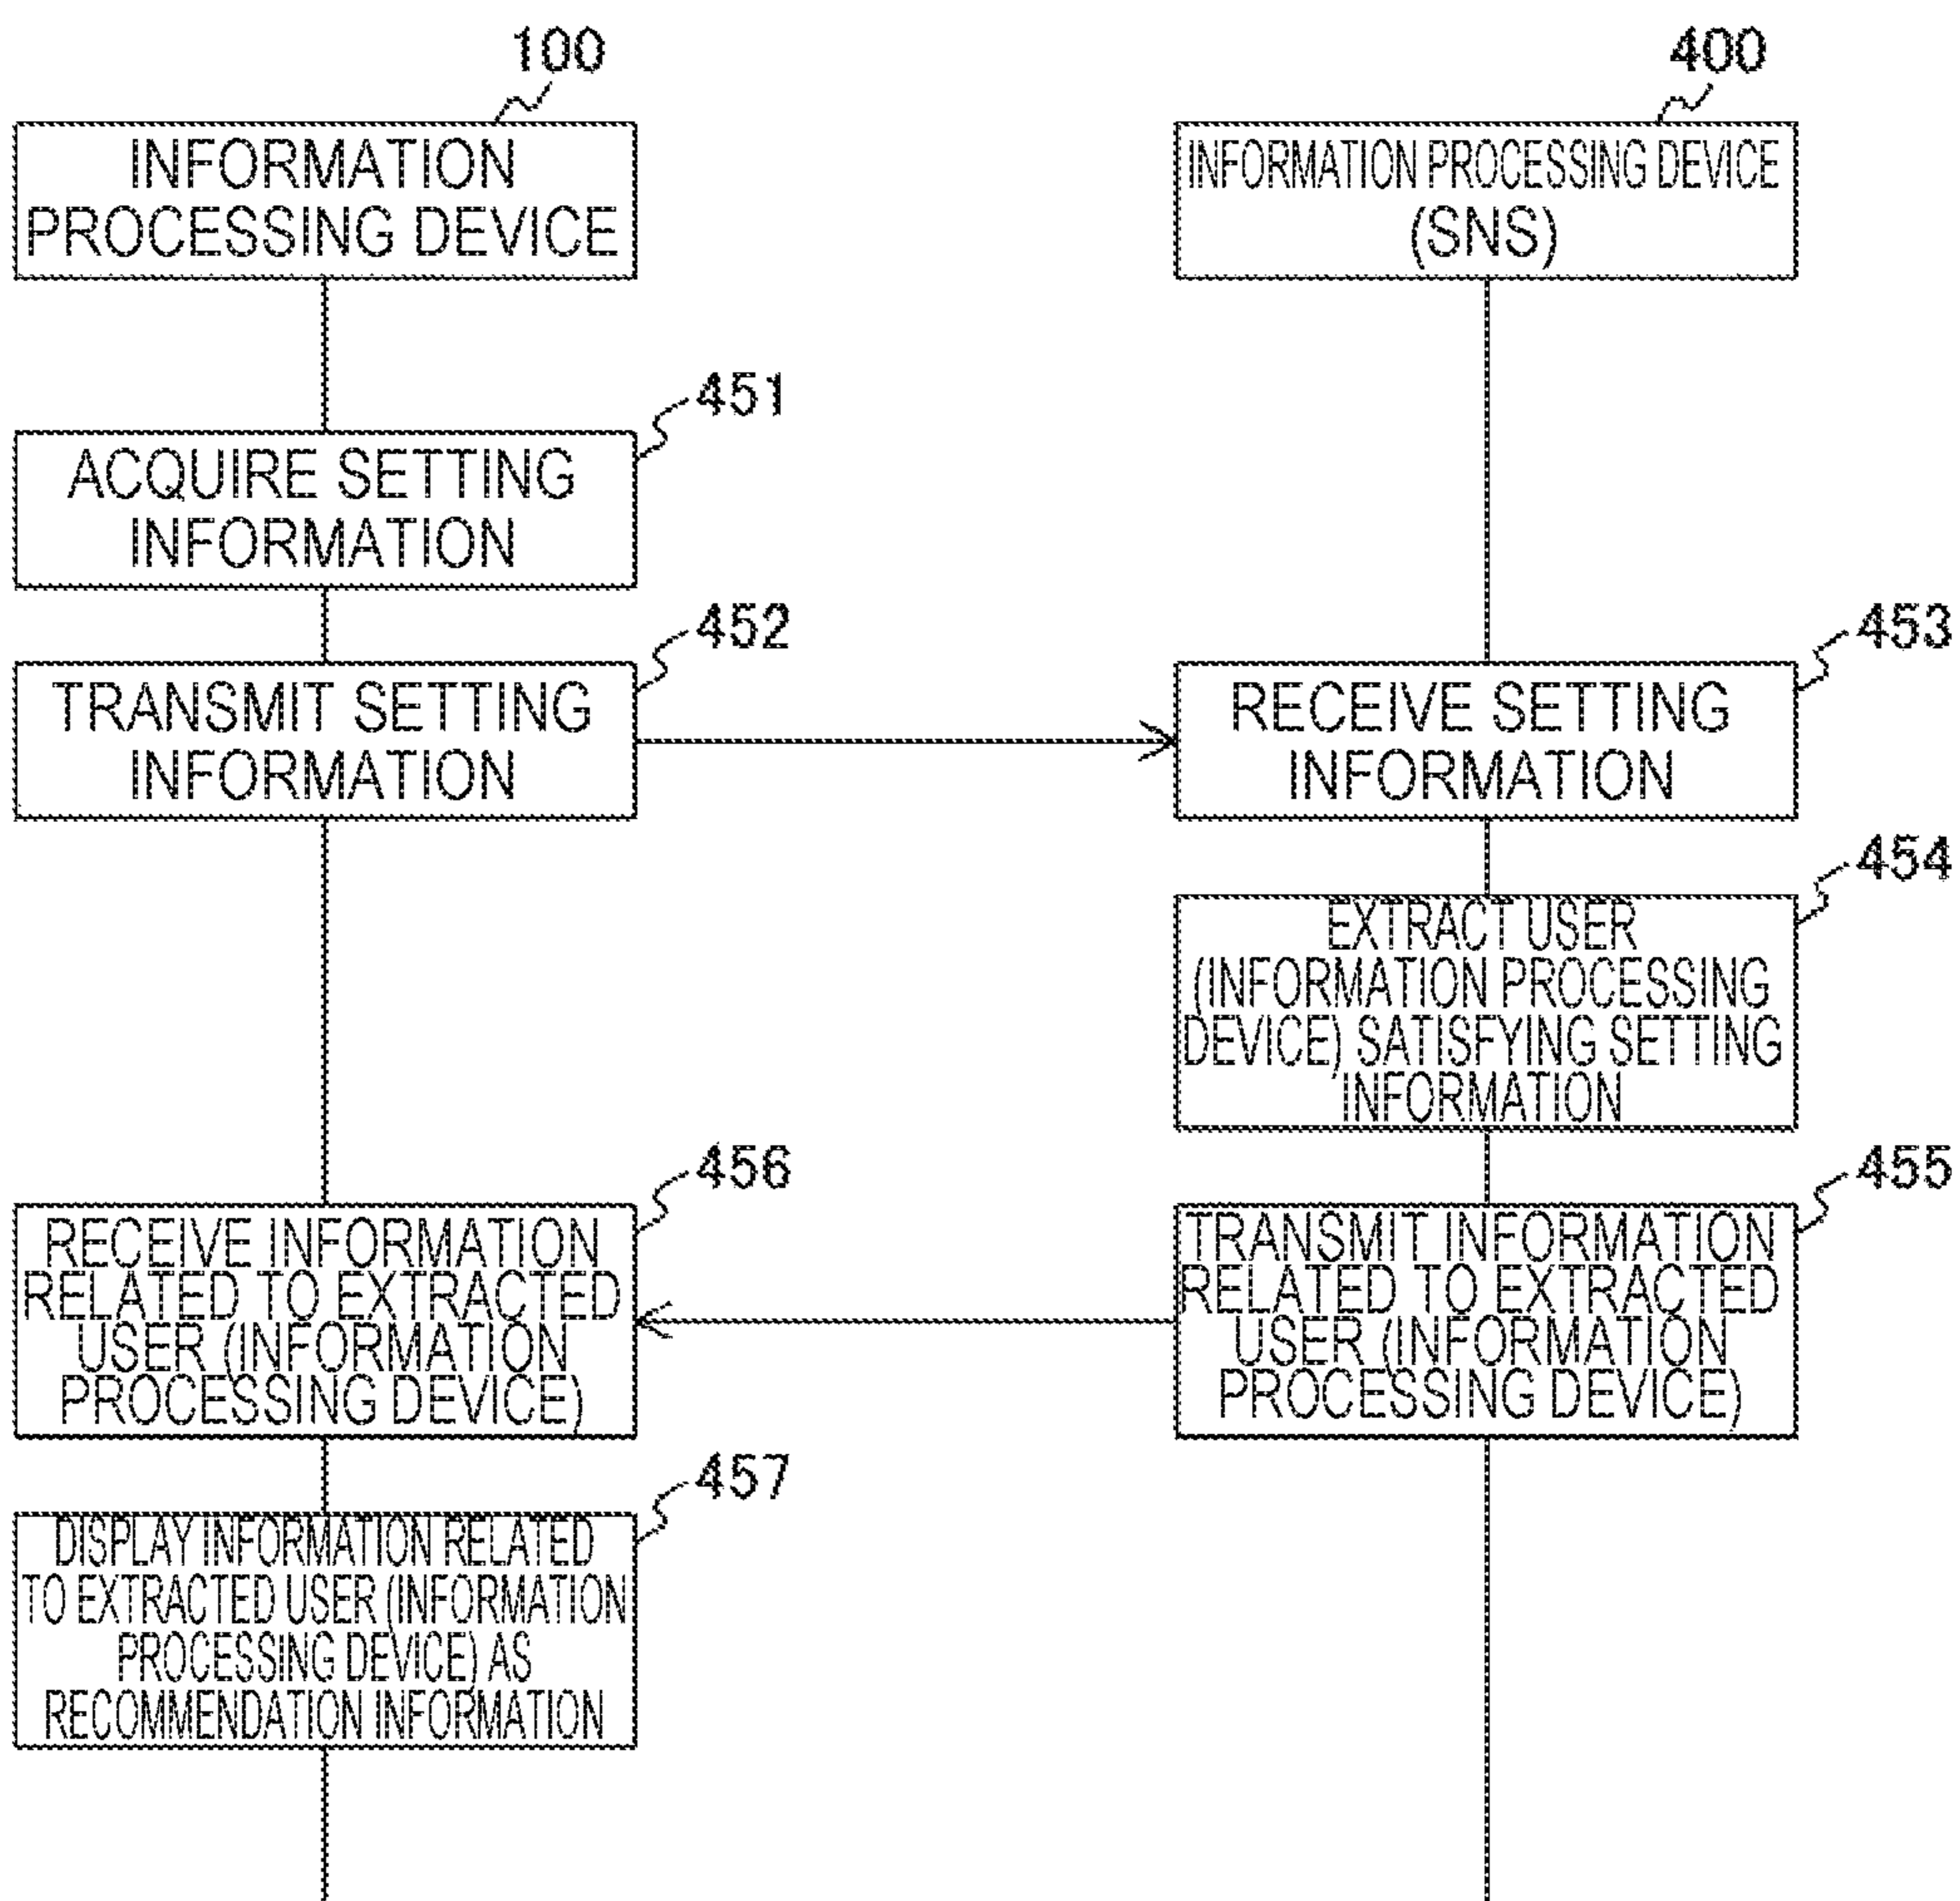 100
INFORMATION
PROCESSING DEVICE
400
INFORMATION PROCESSING DEVICE
(SNS)
451
ACQUIRE SETTING
INFORMATION
452
TRANSMIT SETTING
INFORMATION
453
RECEIVE SETTING
INFORMATION
454
EXTRACT USER
(INFORMATION PROCESSING
DEVICE) SATISFYING SETTING
INFORMATION
455
TRANSMIT INFORMATION
RELATED TO EXTRACTED
USER (INFORMATION
PROCESSING DEVICE)
456
RECEIVE INFORMATION
RELATED TO EXTRACTED
USER (INFORMATION
PROCESSING DEVICE)
457
DISPLAY INFORMATION RELATED
TO EXTRACTED USER (INFORMATION
PROCESSING DEVICE) AS
RECOMMENDATION INFORMATION